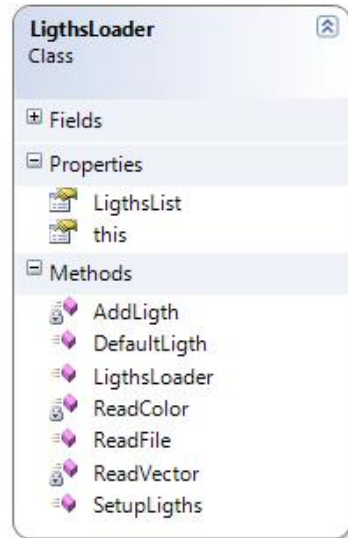 LigthsLoader
Class
Fields
Properties
LigthsList
this
Methods
AddLigth
DefaultLigth
LigthsLoader
ReadColor
ReadFile
ReadVector
SetupLigths